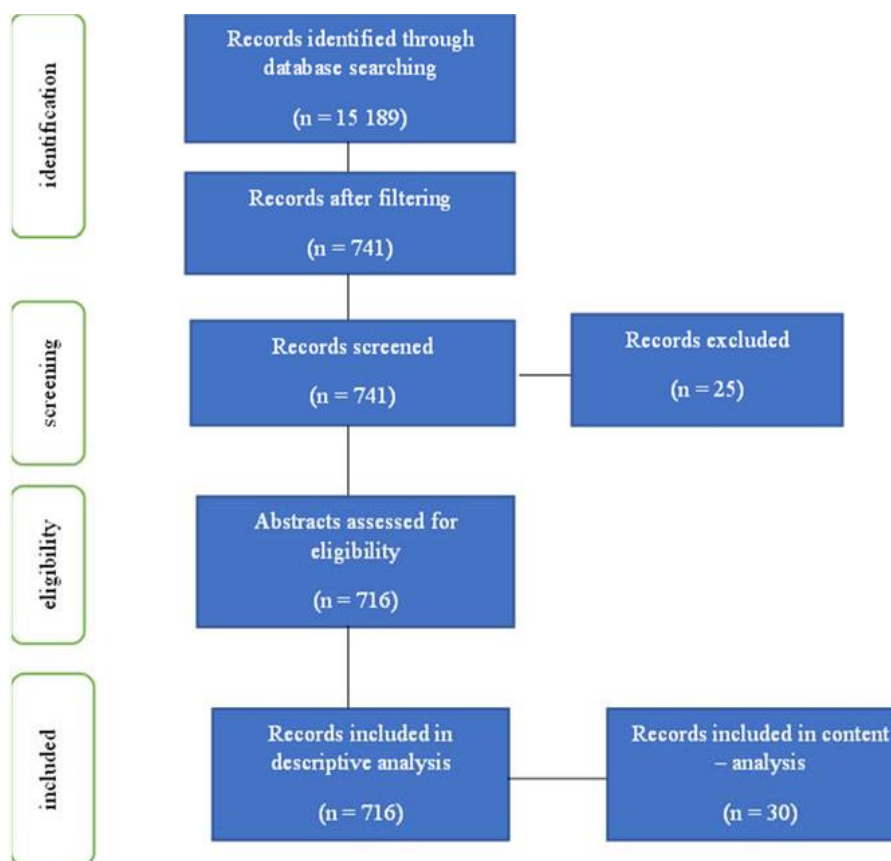 identification
Records identified through
database searching
(n = 15 189)
Records after filtering
(n = 741)
screening
Records screened
(n = 741)
Records excluded
(n = 25)
eligibility
Abstracts assessed for
eligibility
(n = 716)
included
Records included in
descriptive analysis
(n = 716)
Records included in content
– analysis
(n = 30)